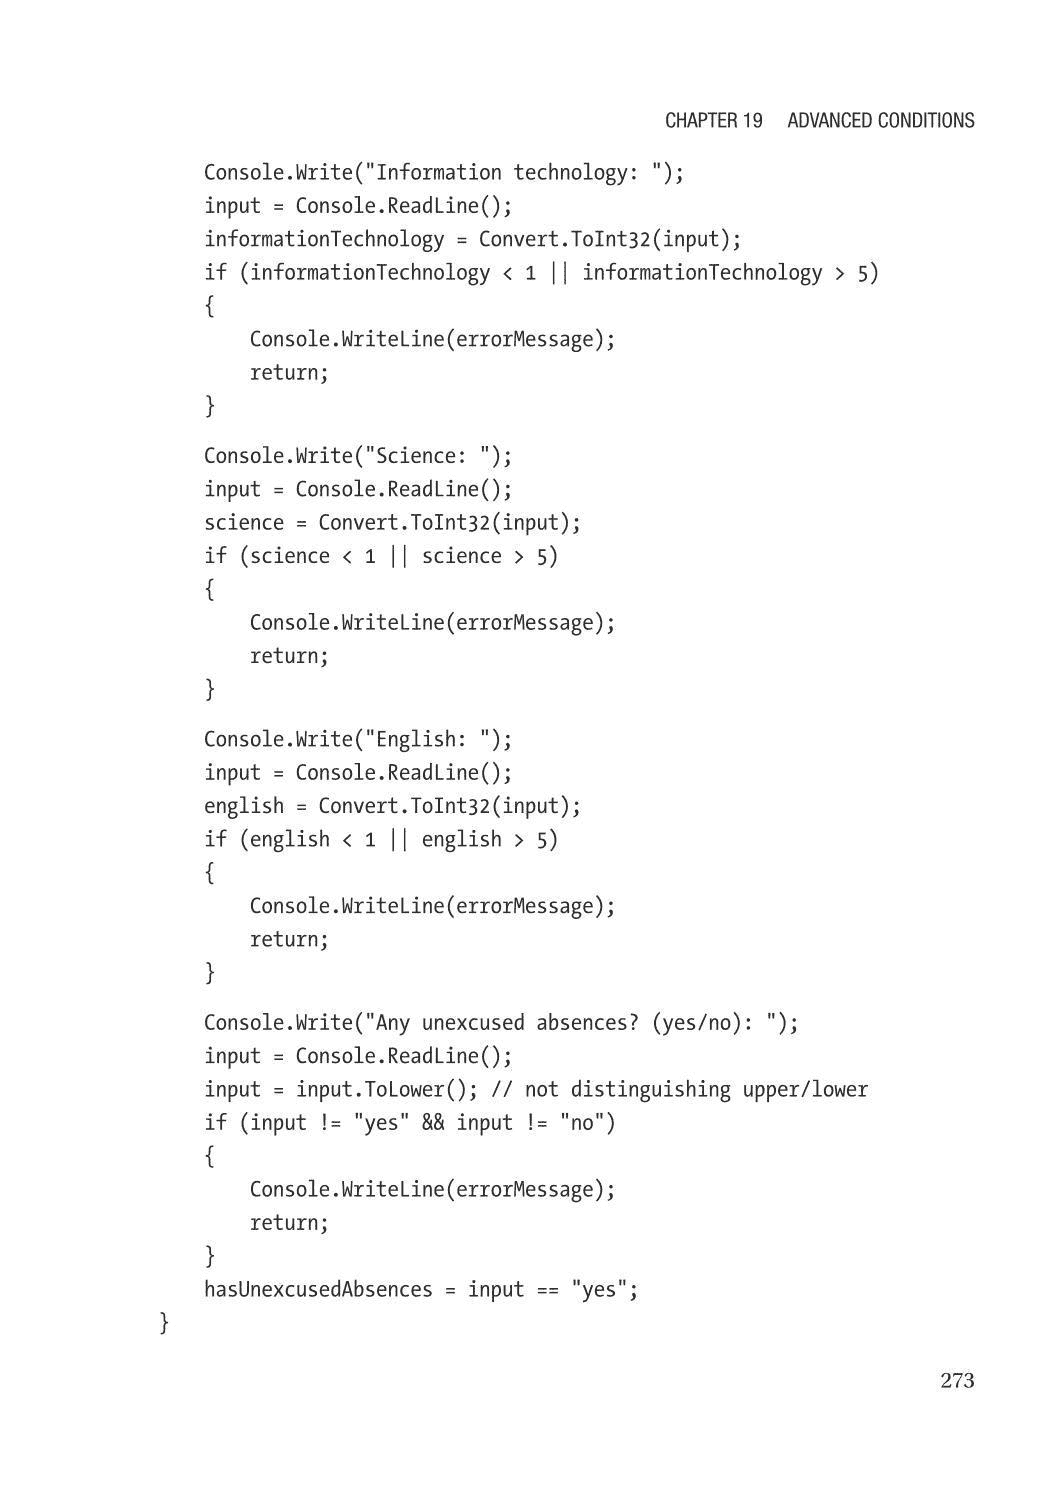 CHAPTER 19 ADVANCED CONDITIONS
Console.Write("Information technology: ");
input = Console.ReadLine();
informationTechnology = Convert.ToInt32(input);
if (informationTechnology < 1 || informationTechnology > 5)
{
Console.WriteLine(errorMessage);
return;
}
Console.Write("Science: ");
input = Console.ReadLine();
science = Convert.ToInt32(input);
if (science < 1 || science > 5)
{
Console.WriteLine(errorMessage);
return;
}
Console.Write("English: ");
input = Console.ReadLine();
english = Convert.ToInt32(input);
if (english < 1 || english > 5)
{
Console.WriteLine(errorMessage);
return;
}
Console.Write("Any unexcused absences? (yes/no): ");
input = Console.ReadLine();
input = input.ToLower(); // not distinguishing upper/lower
if (input != "yes" && input != "no")
{
Console.WriteLine(errorMessage);
return;
}
hasUnexcusedAbsences = input == "yes";
}
273